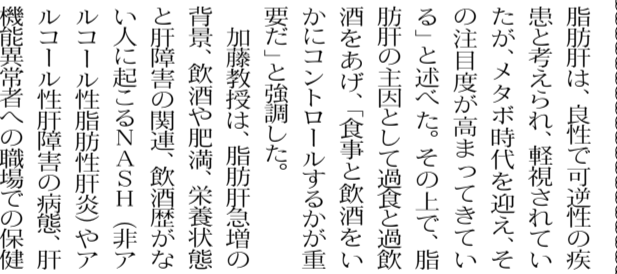 脂肪肝は、良性で可逆性の疾
患と考えられ、軽視されてい
たが、メタボ時代を迎え、そ
の注目度が高まってきてい
る」と述べた。その上で、脂
肪肝の主因として過食と過飲
酒をあげ、「食事と飲酒をい
かにコントロールするかが重
要だ」と強調した。
　加藤教授は、脂肪肝急増の
背景、飲酒や肥満、栄養状態
と肝障害の関連、飲酒歴がな
い人に起こるNASH（非ア
ルコール性脂肪性肝炎）やア
ルコール性肝障害の病態、肝
機能異常者への職場での保健